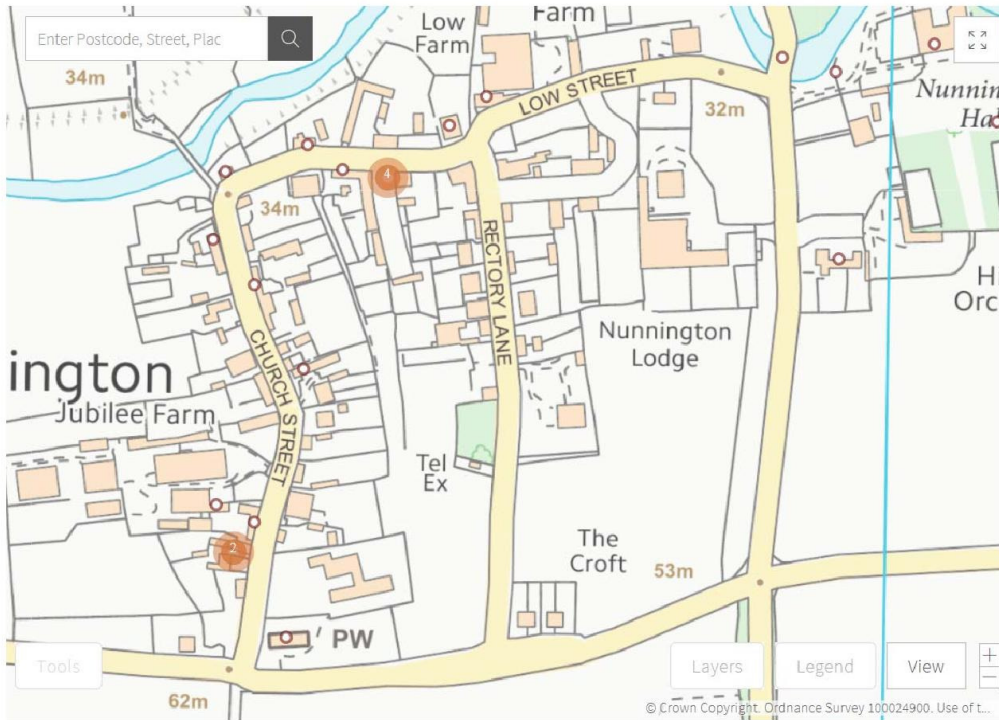 Enter Postcode, Street, Plac
Low
Farm
Farm
34m
LOW STREET
32m
Nunnin
Ha
4
34m
RECTORY LANE
H
Orc
Nunnington
Lodge
CHURCH STREET
ington
Jubilee Farm
Tel
Ex
2
The
Croft
53m
PW
Tools
Layers
Legend
View
+
−
62m
© Crown Copyright. Ordnance Survey 100024900. Use of t...